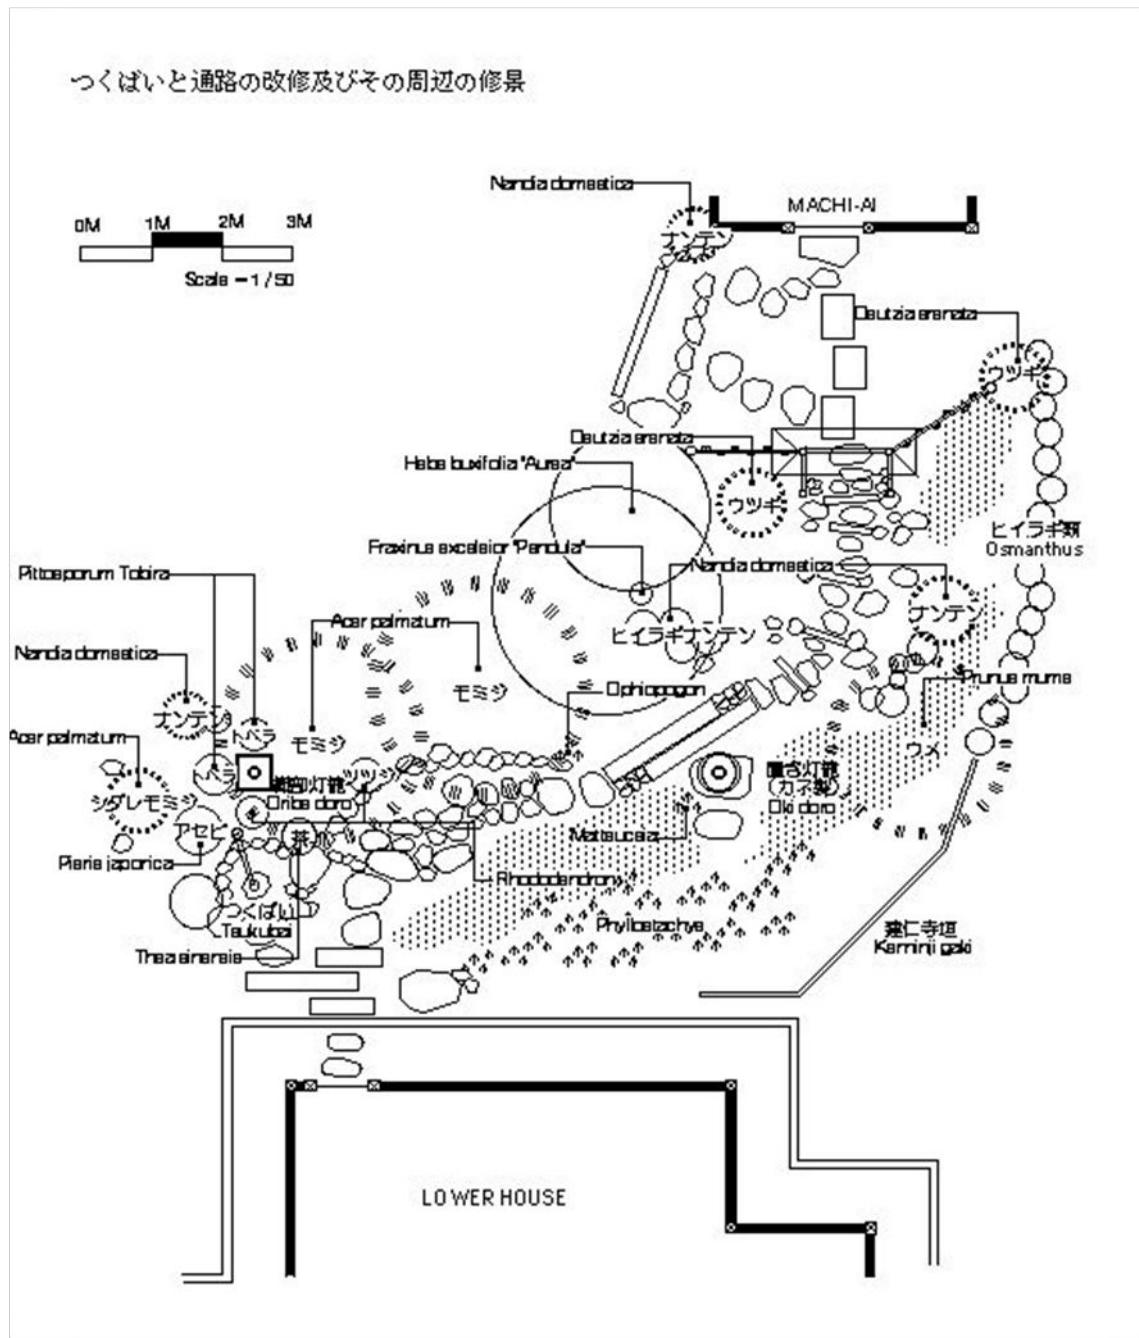 つくばいと通路の改修及びその周辺の修景
Nandia domestica
MACHI-AI
ナンテン
0M 1M 2M 3M
Scale = 1 / 50
Deutzia srenata
ウツギ
Deutzia srenata
Hebe buxifolia "Aurea"
ウツギ
ヒイラギ類
Osmanthus
Fraxinus excelsior "Pendula"
Nandia domestica
Pittosporum Tobira
ナンテン
Acer palmatum
ヒイラギナンテン
Nandia domestica
モミジ
Ophiopogon
Prunus mume
ナンテン
トベラ
モミジ
Acer palmatum
ウメ
トベラ
ツツジ
織部灯籠
Oribe doro
置き灯籠
(カネ製)
Oki doro
シダレモミジ
アセビ
茶
Matteucia
Pieris japorica
Rhododendron
つくばい
Tsukubai
Phyllostachys
建仁寺垣
Kenninji gaki
Thea sinensis
LOWER HOUSE